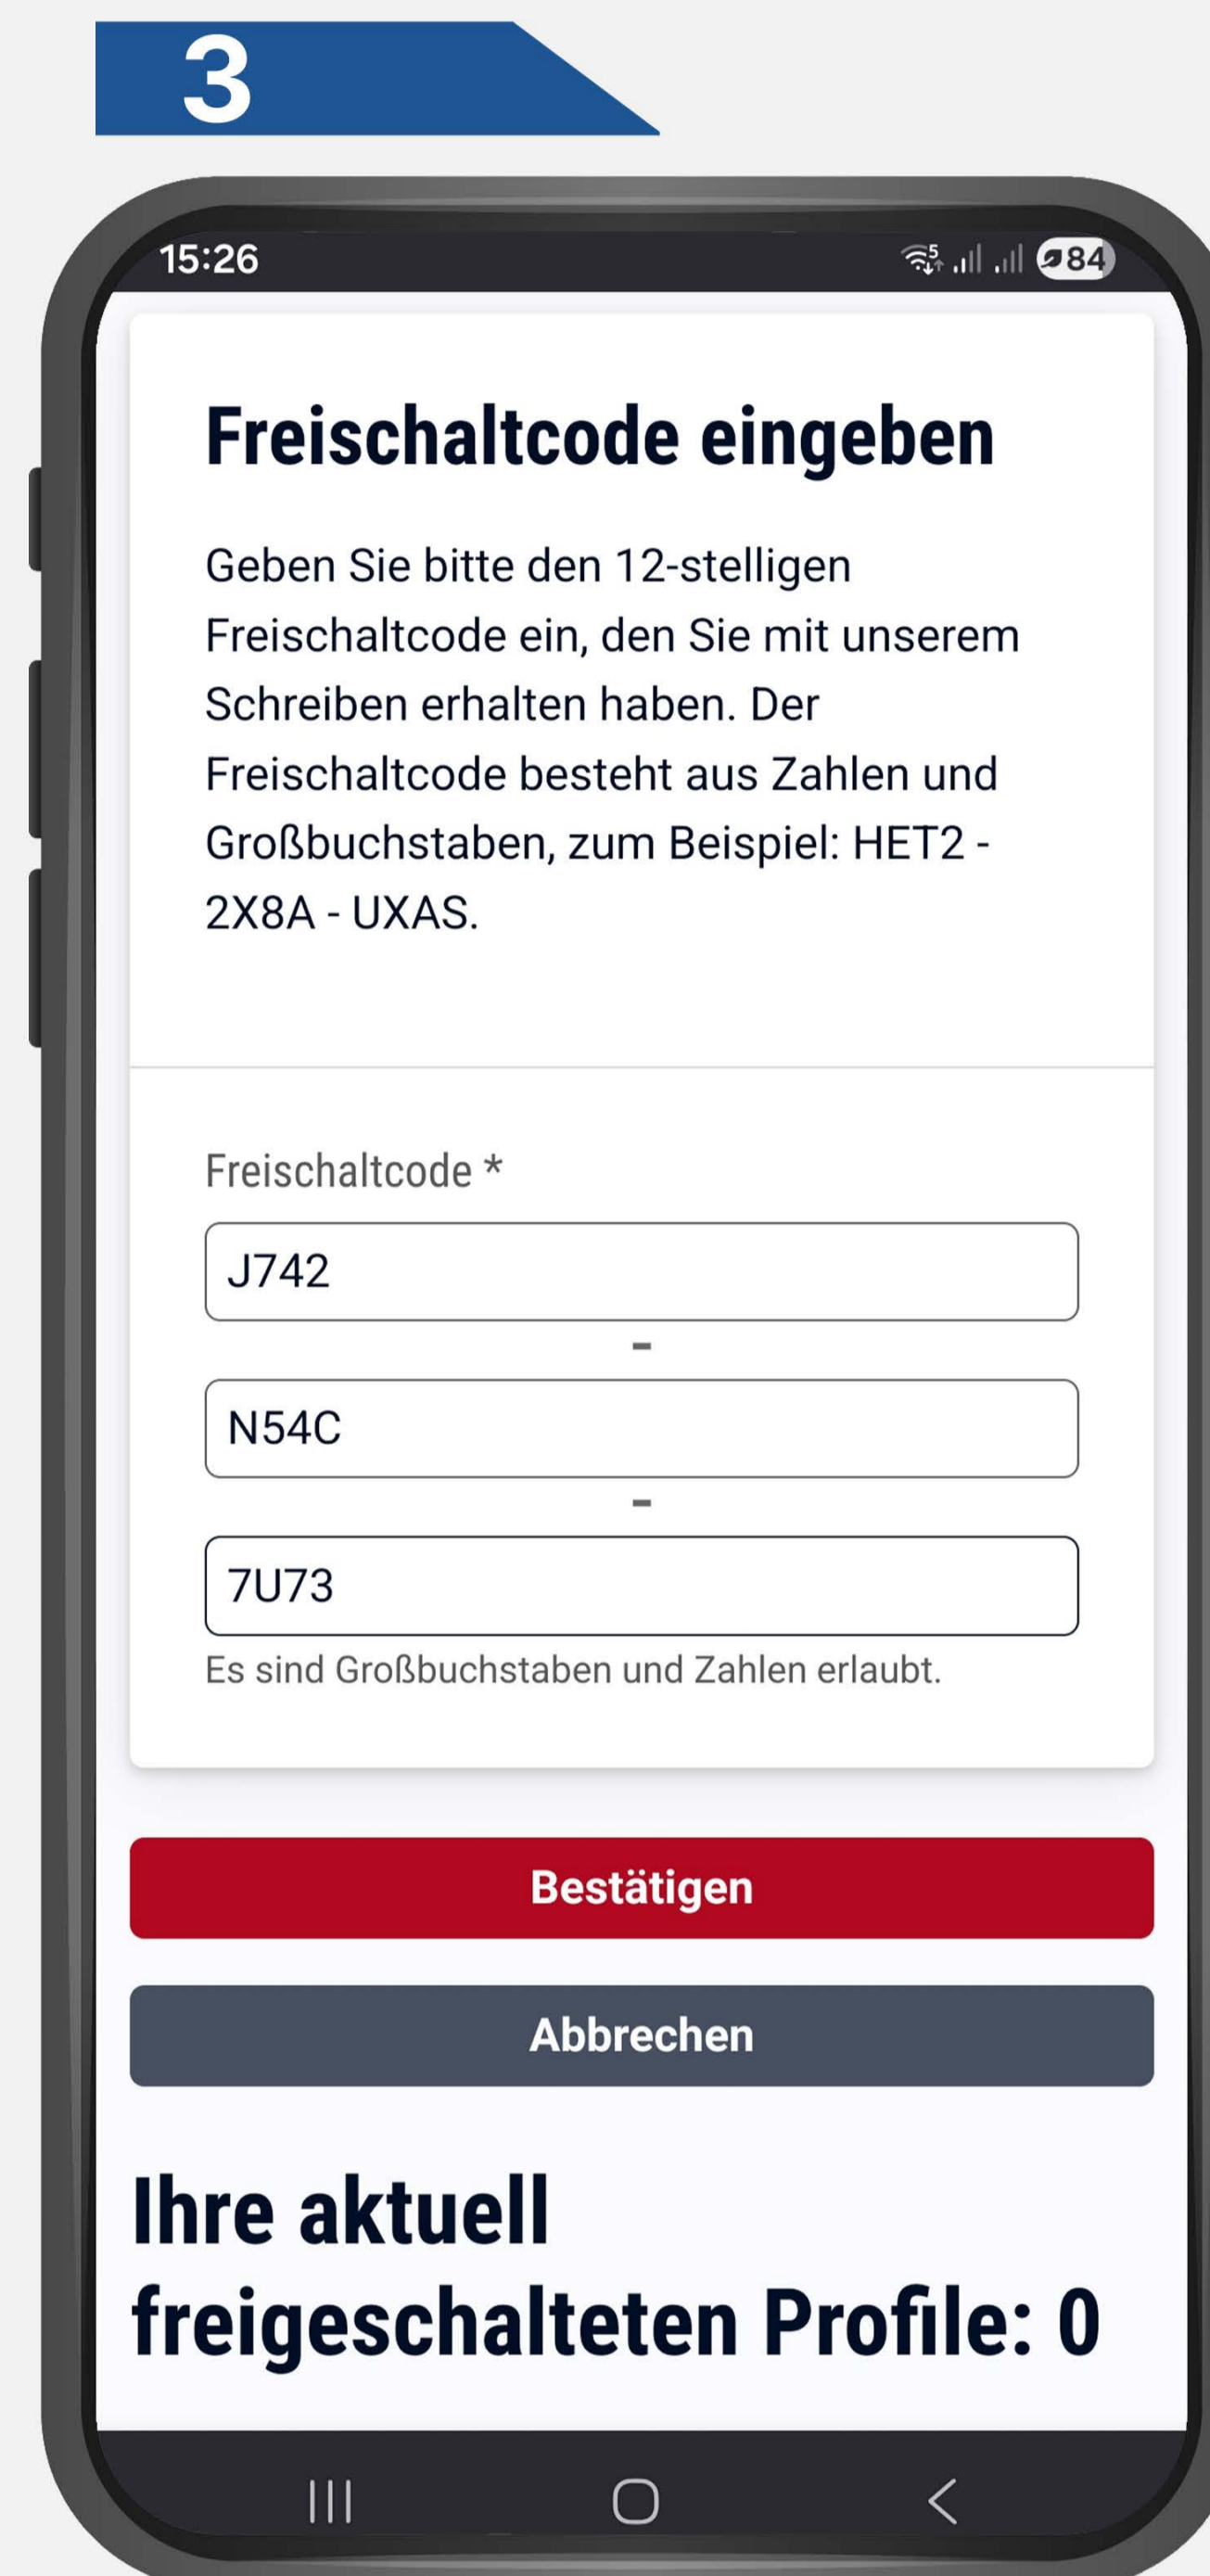 3
15:26
5
84
Freischaltcode eingeben
Geben Sie bitte den 12-stelligen
Freischaltcode ein, den Sie mit unserem
Schreiben erhalten haben. Der
Freischaltcode besteht aus Zahlen und
Großbuchstaben, zum Beispiel: HET2 -
2X8A - UXAS.
Freischaltcode *
J742
-
N54C
-
7U73
Es sind Großbuchstaben und Zahlen erlaubt.
Bestätigen
Abbrechen
Ihre aktuell
freigeschalteten Profile: 0